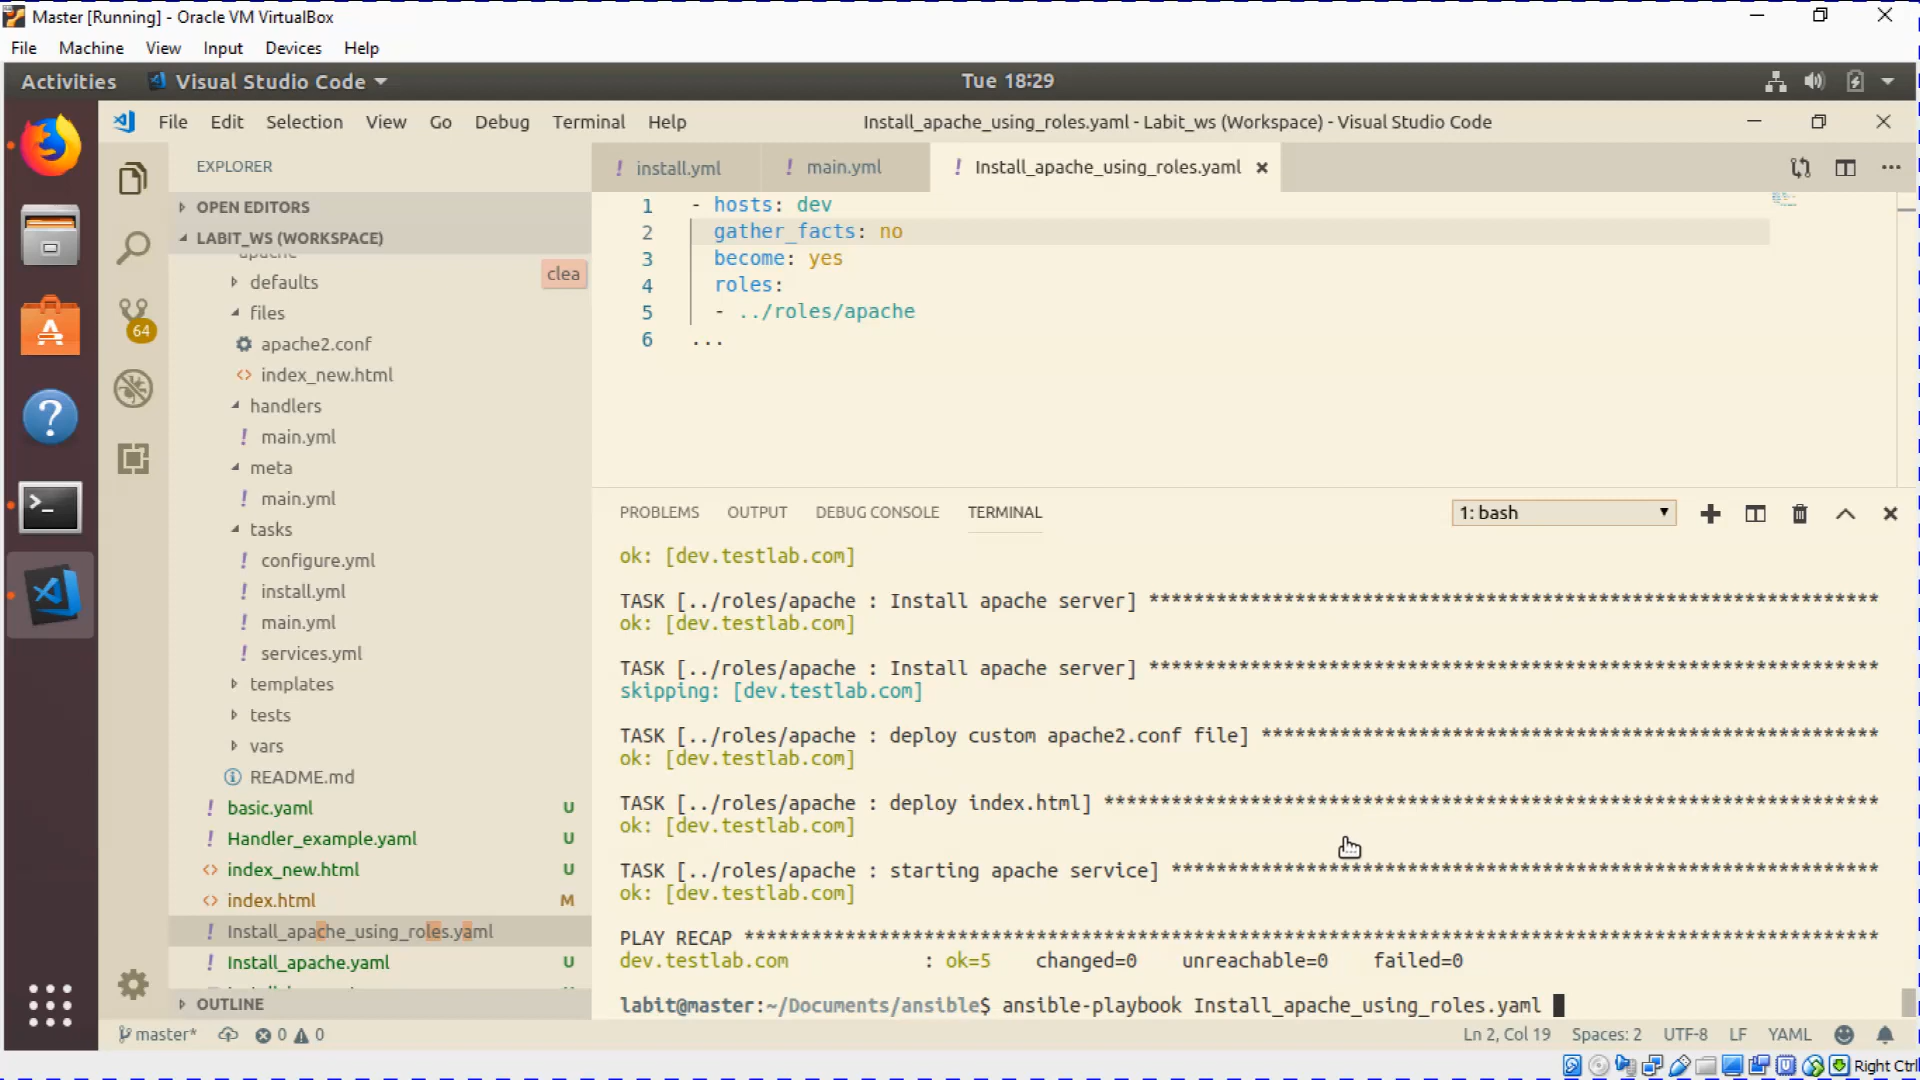 Master [Running] - Oracle VM VirtualBox
File Machine View Input Devices Help
Activities Visual Studio Code Tue 18:29
File Edit Selection View Go Debug Terminal Help Install_apache_using_roles.yaml - Labit_ws (Workspace) - Visual Studio Code
EXPLORER
OPEN EDITORS
LABIT_WS (WORKSPACE)
apache
clea
defaults
files
apache2.conf
index_new.html
handlers
main.yml
meta
main.yml
tasks
configure.yml
install.yml
main.yml
services.yml
templates
tests
vars
README.md
basic.yaml U
Handler_example.yaml U
index_new.html U
index.html M
Install_apache_using_roles.yaml
Install_apache.yaml U
OUTLINE
64
install.yml main.yml Install_apache_using_roles.yaml
1 - hosts: dev
2 gather_facts: no
3 become: yes
4 roles:
5 - ../roles/apache
6 ...
PROBLEMS OUTPUT DEBUG CONSOLE TERMINAL 1: bash
ok: [dev.testlab.com]
TASK [../roles/apache : Install apache server] *****************************************************************
ok: [dev.testlab.com]
TASK [../roles/apache : Install apache server] *****************************************************************
skipping: [dev.testlab.com]
TASK [../roles/apache : deploy custom apache2.conf file] *******************************************************
ok: [dev.testlab.com]
TASK [../roles/apache : deploy index.html] *********************************************************************
ok: [dev.testlab.com]
TASK [../roles/apache : starting apache service] ***************************************************************
ok: [dev.testlab.com]
PLAY RECAP *****************************************************************************************************
dev.testlab.com : ok=5 changed=0 unreachable=0 failed=0
labit@master:~/Documents/ansible$ ansible-playbook Install_apache_using_roles.yaml
master* 0 0 Ln 2, Col 19 Spaces: 2 UTF-8 LF YAML
Right Ctrl